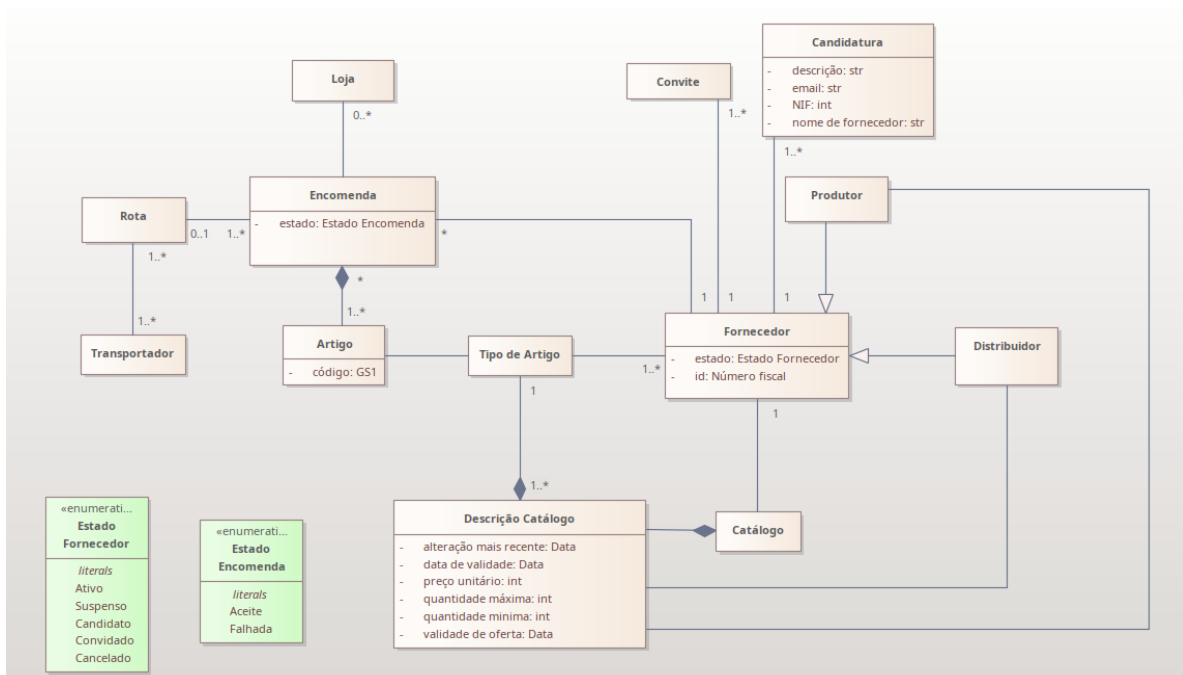 Candidatura
- descrição: str
- email: str
- NIF: int
- nome de fornecedor: str
Loja
Convite
0..*
1..*
1..*
Encomenda
- estado: Estado Encomenda
Produtor
Rota
0..1
1..*
*
1..*
*
1
1
1
1..*
1..*
Transportador
Artigo
- código: GS1
Tipo de Artigo
1..*
Fornecedor
- estado: Estado Fornecedor
- id: Número fiscal
Distribuidor
1
1
1..*
«enumerati...
Estado
Fornecedor
literals
Ativo
Suspenso
Candidato
Convidado
Cancelado
«enumerati...
Estado
Encomenda
literals
Aceite
Falhada
Descrição Catálogo
- alteração mais recente: Data
- data de validade: Data
- preço unitário: int
- quantidade máxima: int
- quantidade minima: int
- validade de oferta: Data
Catálogo